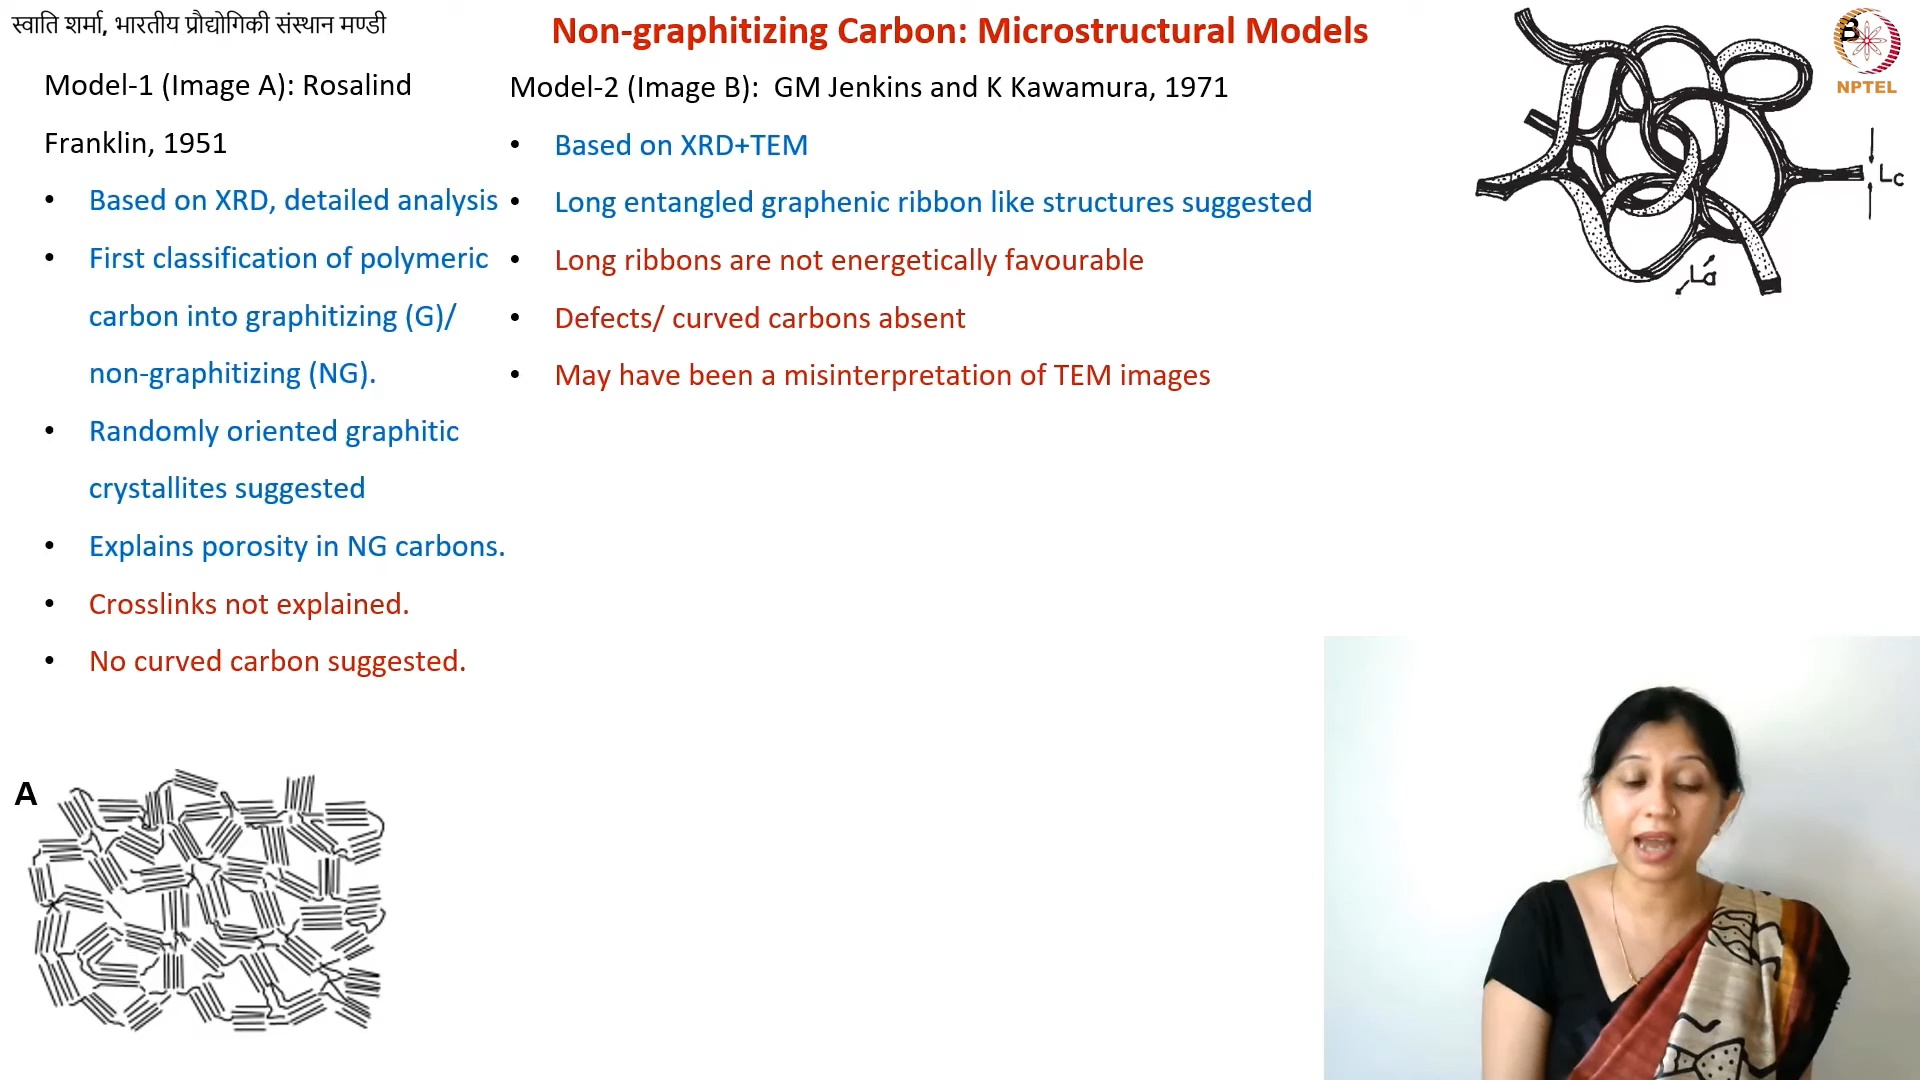 स्वाति शर्मा, भारतीय प्रौद्योगिकी संस्थान मण्डी
Non-graphitizing Carbon: Microstructural Models
Model-1 (Image A): Rosalind
Franklin, 1951
• Based on XRD, detailed analysis
• First classification of polymeric
carbon into graphitizing (G)/
non-graphitizing (NG).
• Randomly oriented graphitic
crystallites suggested
• Explains porosity in NG carbons.
• Crosslinks not explained.
• No curved carbon suggested.
A
Model-2 (Image B): GM Jenkins and K Kawamura, 1971
• Based on XRD+TEM
• Long entangled graphenic ribbon like structures suggested
• Long ribbons are not energetically favourable
• Defects/ curved carbons absent
• May have been a misinterpretation of TEM images
B
NPTEL
Lc
La